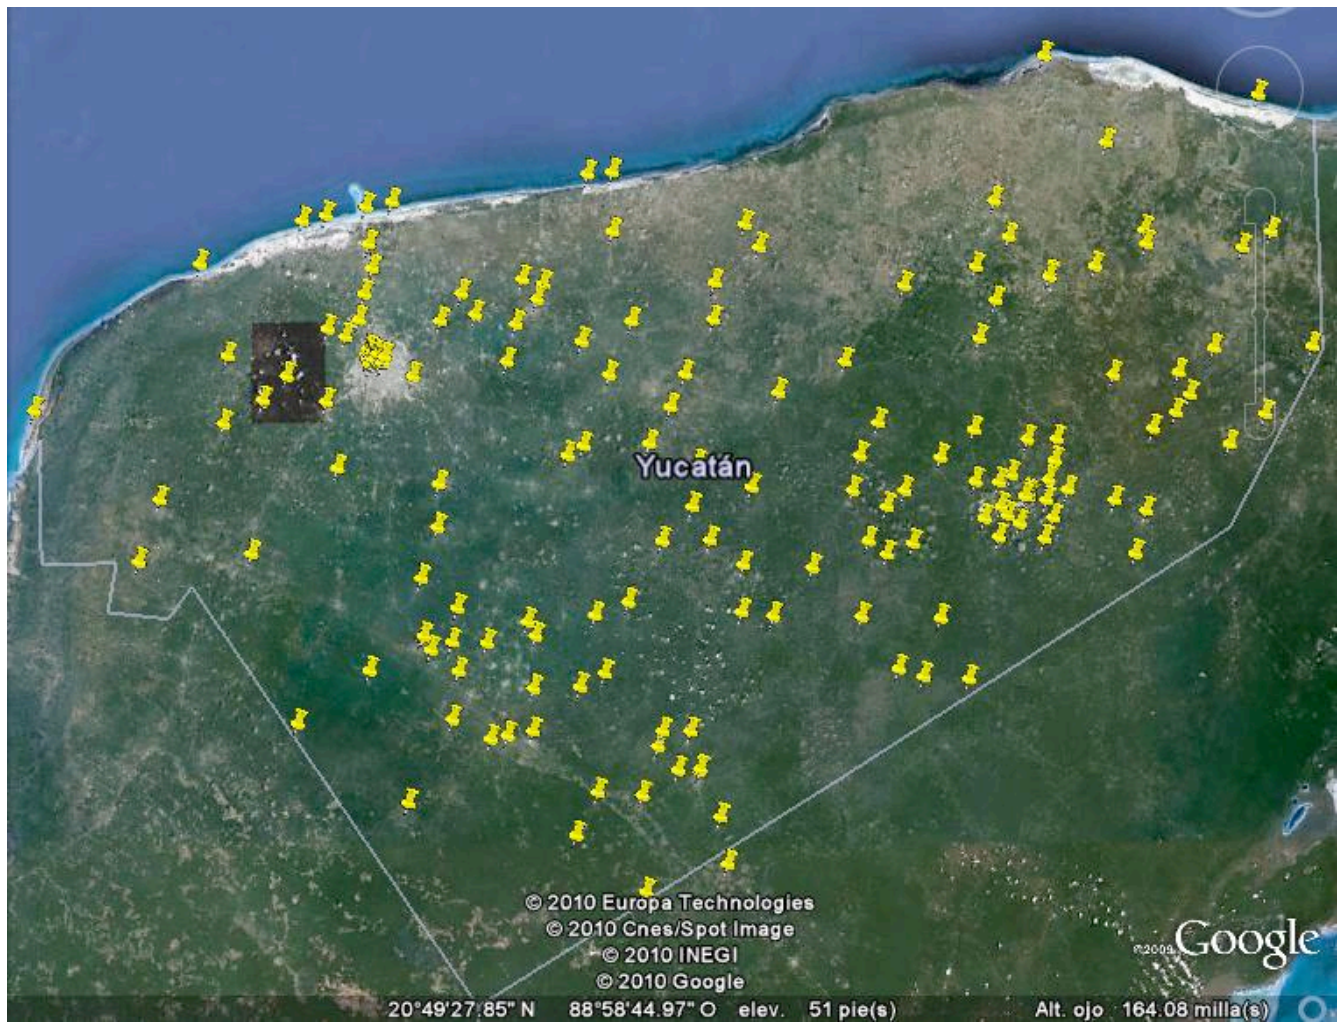 Yucatán
© 2010 Europa Technologies
© 2010 Cnes/Spot Image
© 2010 INEGI
© 2010 Google
©2009 Google
20°49'27.85" N 88°58'44.97" O elev. 51 pie(s) Alt. ojo 164.08 milla(s)